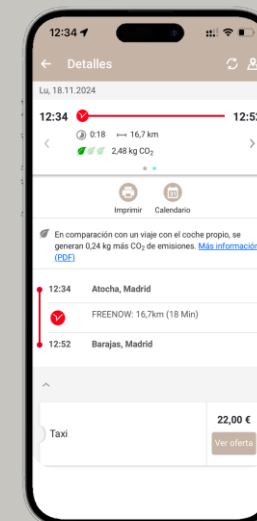 12:34
Detalles
Lu, 18.11.2024
12:34 12:52
0:18 16,7 km
2,48 kg CO₂
Imprimir Calendario
En comparación con un viaje con el coche propio, se
generan 0,24 kg más CO₂ de emisiones. Más información
(PDF)
12:34 Atocha, Madrid
FREENOW: 16,7km (18 Min)
12:52 Barajas, Madrid
22,00 €
Taxi
Ver oferta